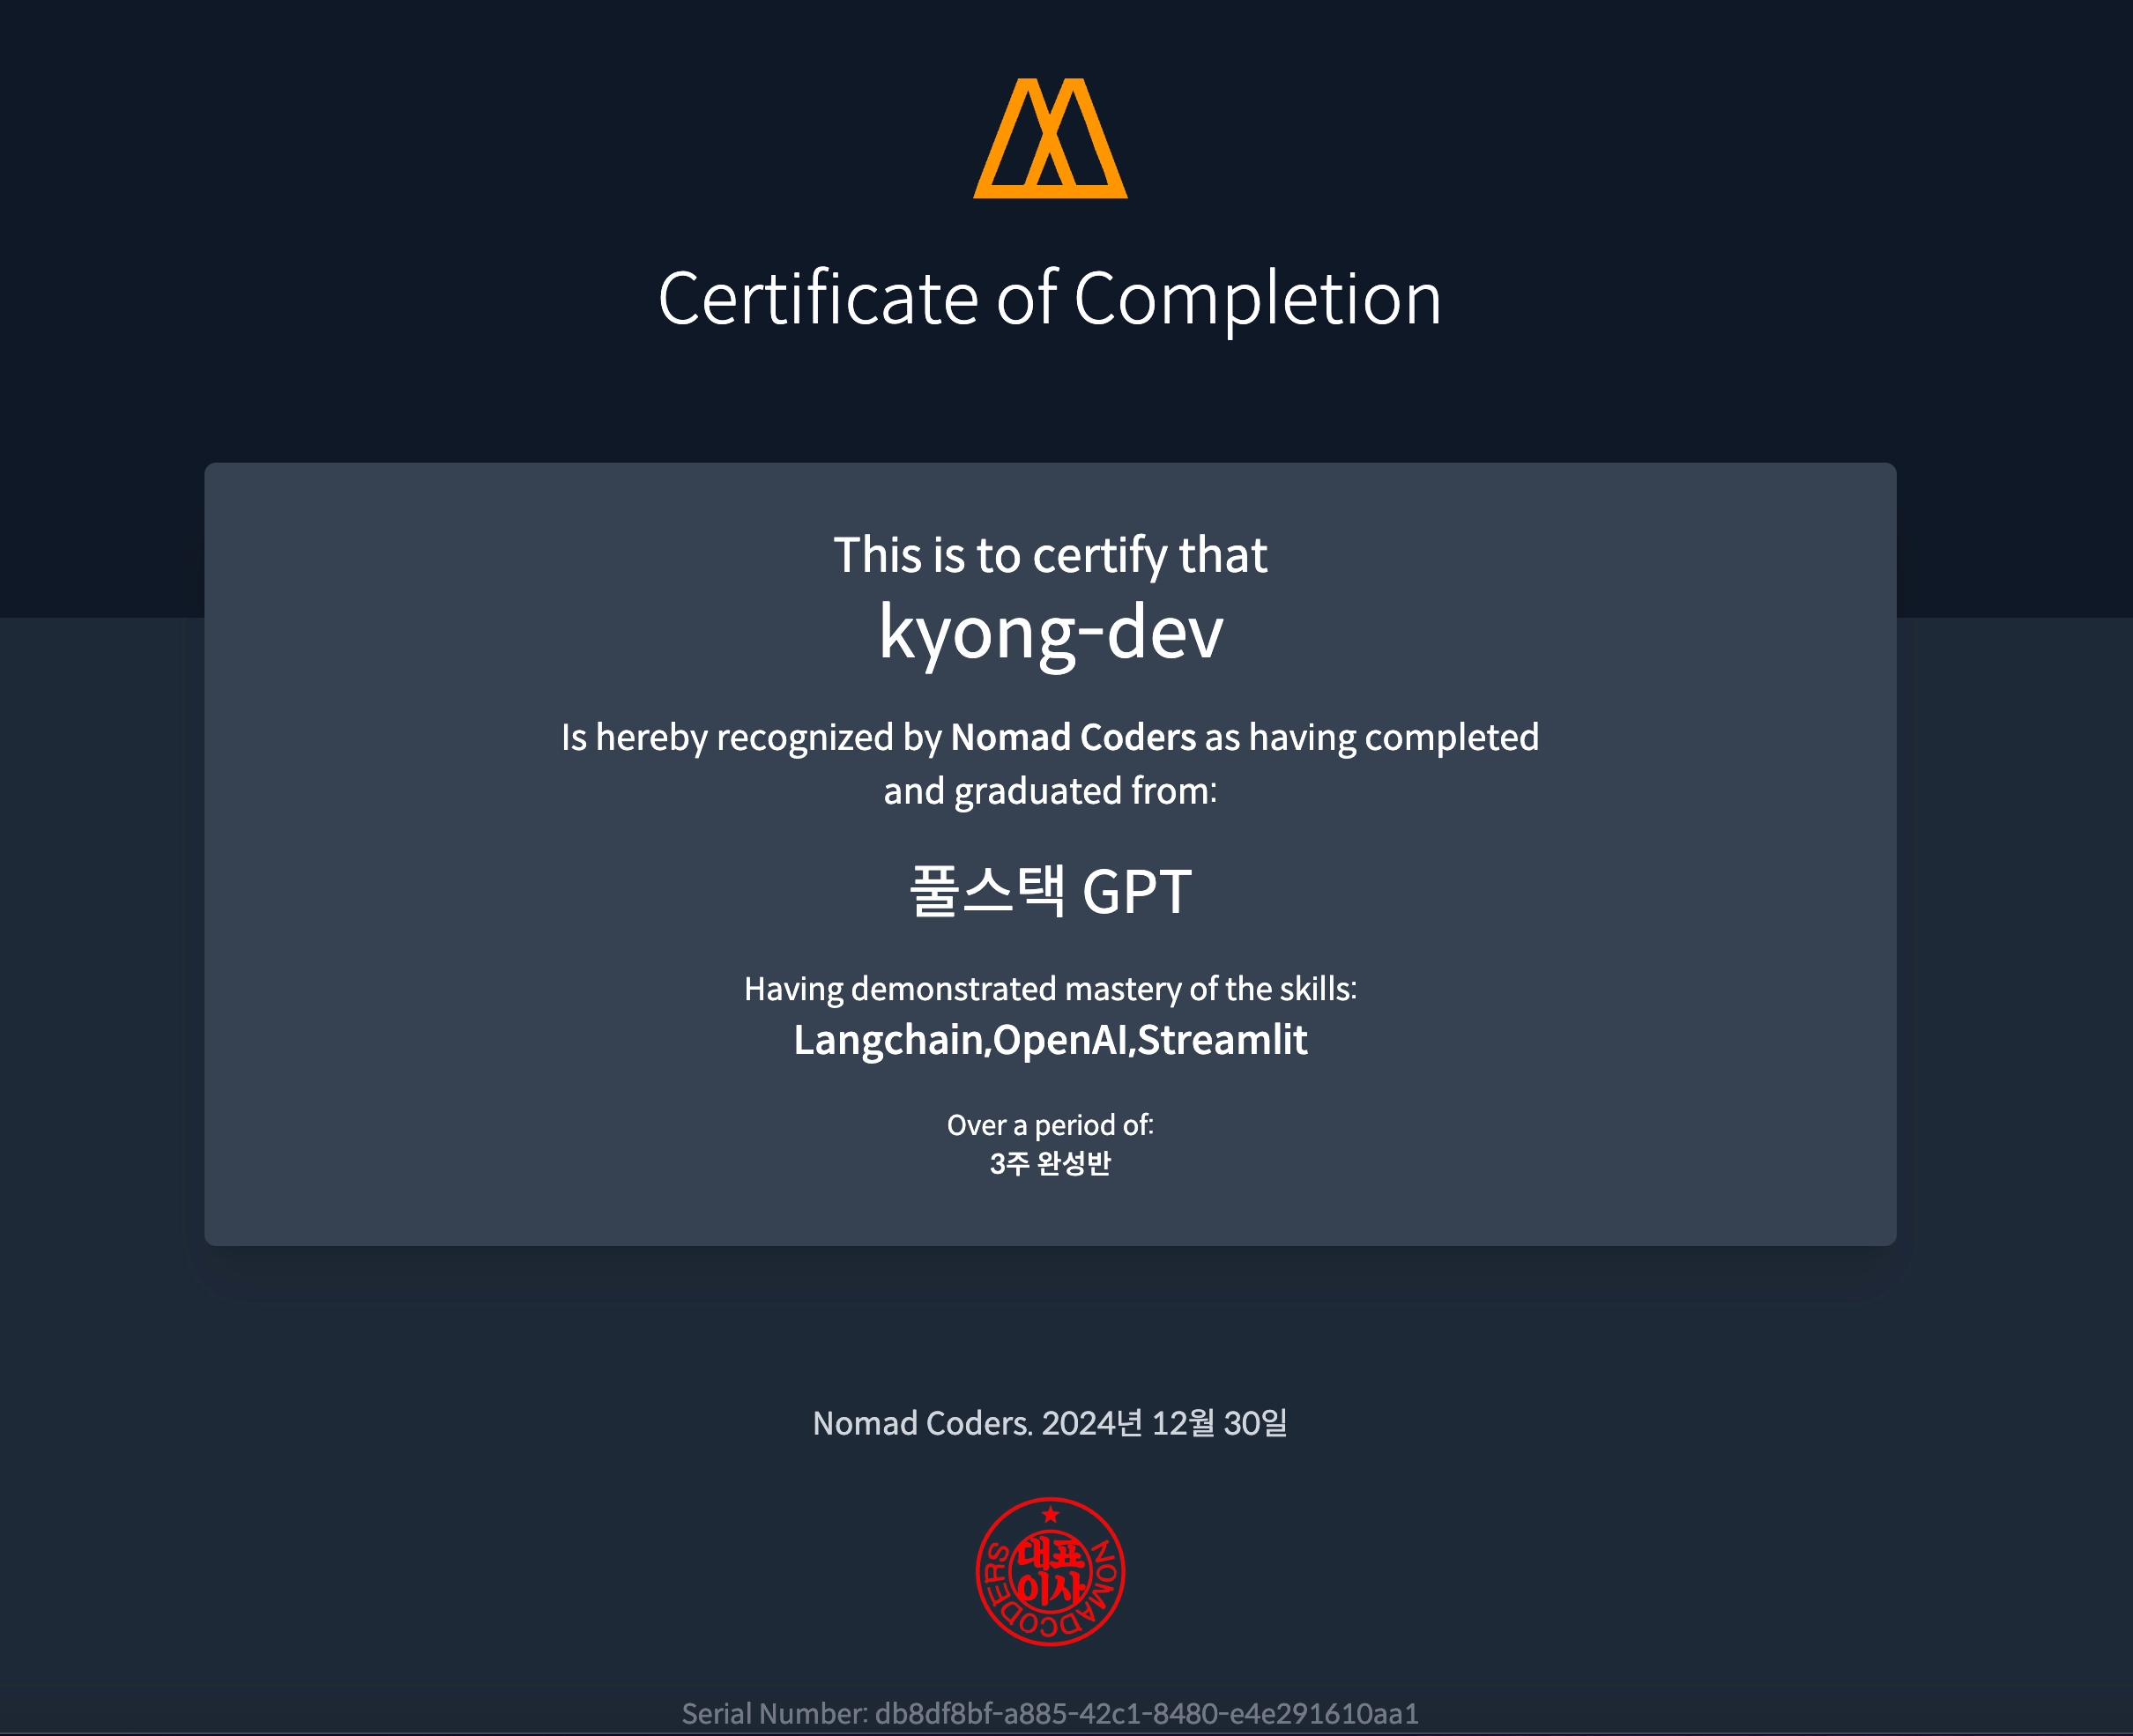 Certificate of Completion
This is to certify that
kyong-dev
Is hereby recognized by Nomad Coders as having completed
and graduated from:
풀스택 GPT
Having demonstrated mastery of the skills:
Langchain,OpenAI,Streamlit
Over a period of:
3주 완성반
Nomad Coders. 2024년 12월 30일
NOMADCODERS
대표
이사
Serial Number: db8df8bf-a885-42c1-8480-e4e291610aa1